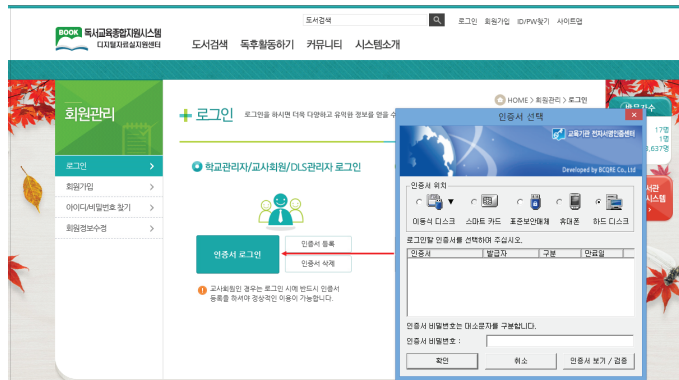 도서검색
로그인 회원가입 ID/PW찾기 사이트맵
BOOK 독서교육종합지원시스템
디지털자료실지원센터
도서검색 독후활동하기 커뮤니티 시스템소개
HOME > 회원관리 > 로그인
회원관리
로그인
로그인을 하시면 더욱 다양하고 유익한 정보를 얻을 수
17명
1명
3,637명
로그인
회원가입
아이디/비밀번호 찾기
회원정보수정
학교관리자/교사회원/DLS관리자 로그인
인증서 로그인
인증서 등록
인증서 삭제
교사회원인 경우는 로그인 시에 반드시 인증서
등록을 하셔야 정상적인 이용이 가능합니다.
인증서 선택
교육기관 전자서명인증센터
Developed by BCQRE Co., Ltd
인증서 위치
이동식 디스크 스마트 카드 표준보안매체 휴대폰 하드 디스크
로그인할 인증서를 선택하여 주십시오.
인증서 발급자 구분 만료일
인증서 비밀번호는 대소문자를 구분합니다.
인증서 비밀번호 :
확인 취소 인증서 보기 / 검증